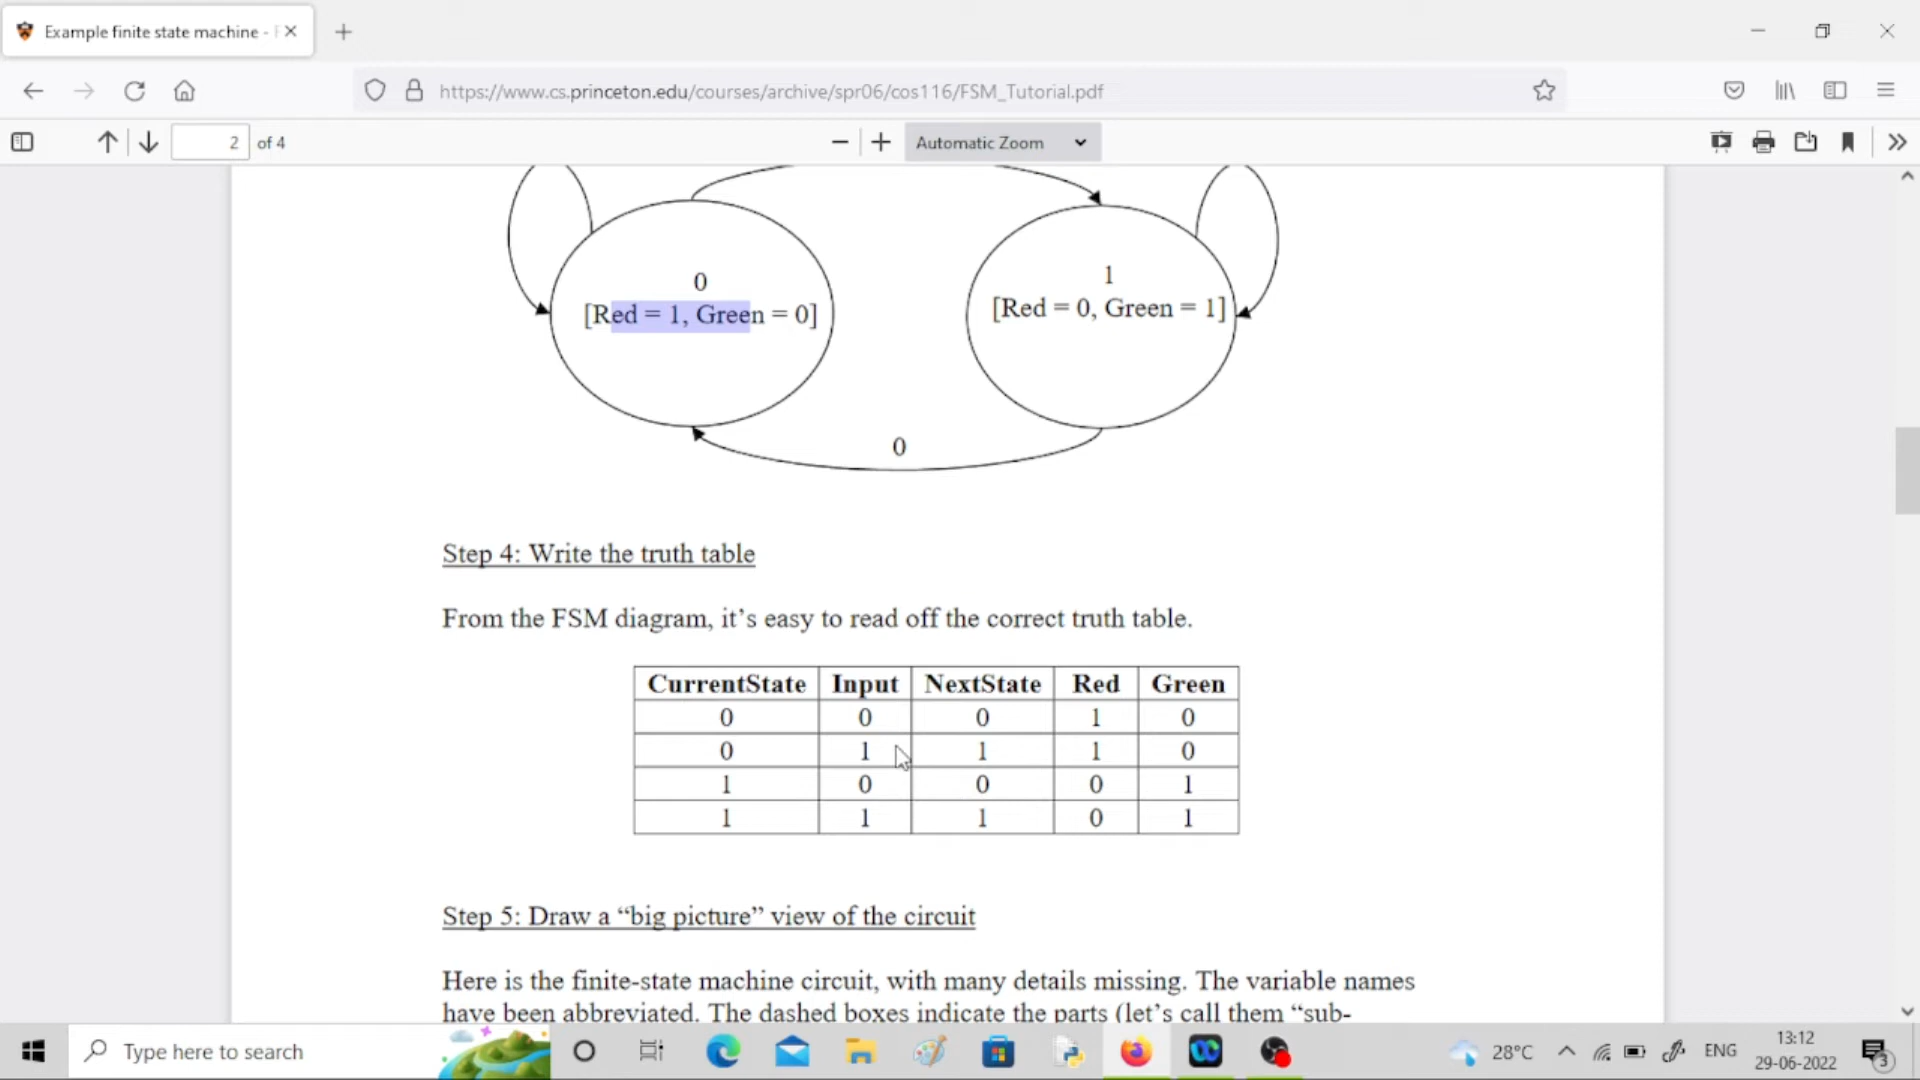 Example finite state machine -
https://www.cs.princeton.edu/courses/archive/spr06/cos116/FSM_Tutorial.pdf
2 of 4
Automatic Zoom
0 1
[Red = 1, Green = 0] [Red = 0, Green = 1]
0
Step 4: Write the truth table
From the FSM diagram, it's easy to read off the correct truth table.
CurrentState Input NextState Red Green
0 0 0 1 0
0 1 1 1 0
1 0 0 0 1
1 1 1 0 1
Step 5: Draw a “big picture” view of the circuit
Here is the finite-state machine circuit, with many details missing. The variable names
have been abbreviated. The dashed boxes indicate the parts (let's call them “sub-
Type here to search
28°C
ENG
13:12
29-06-2022
3